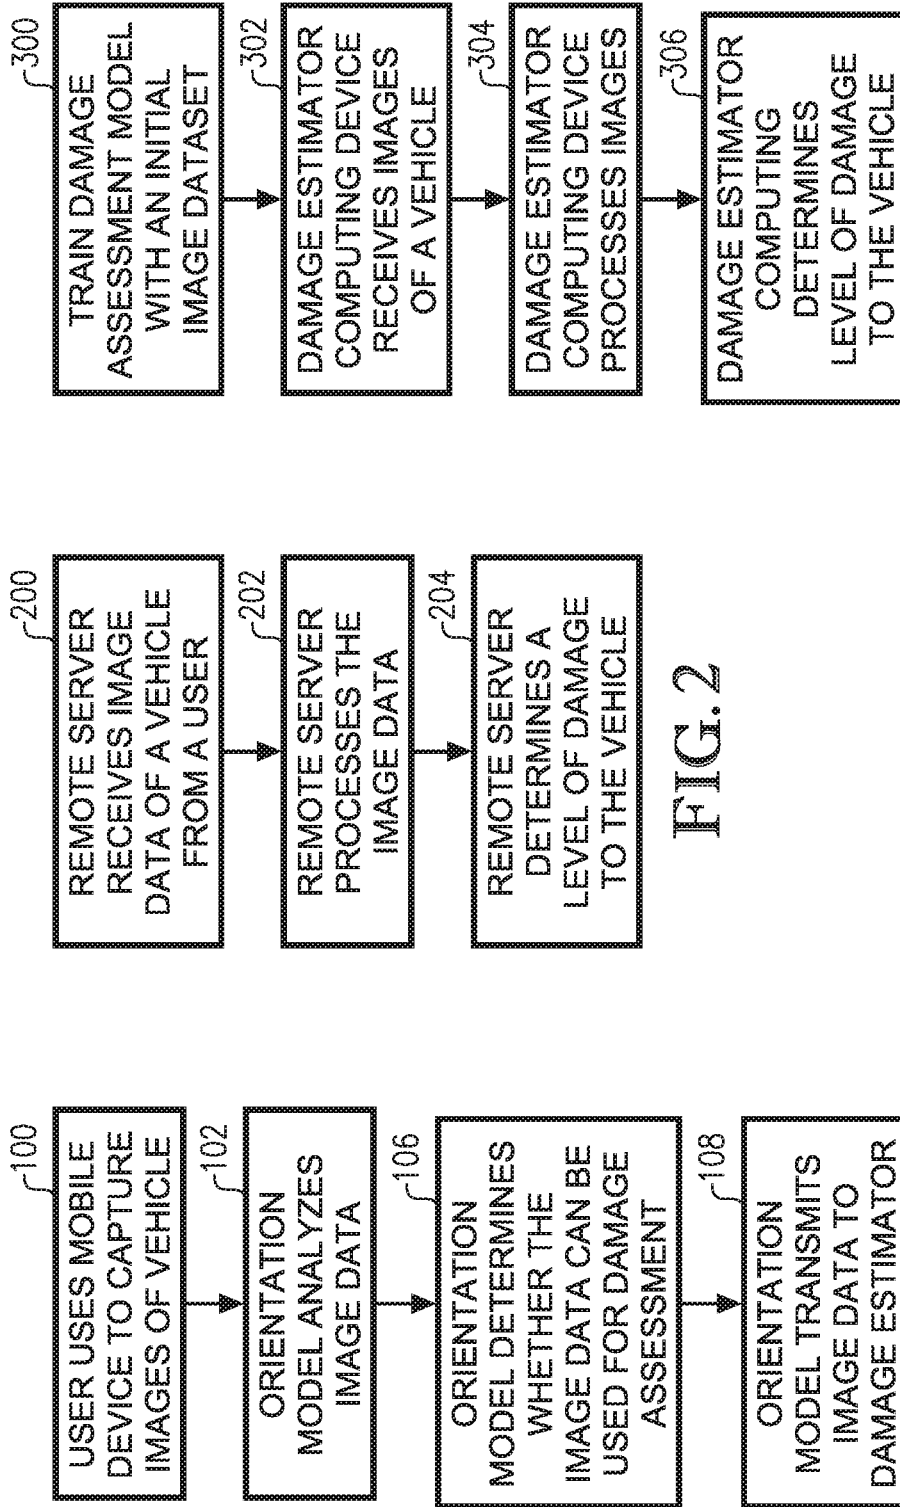 100
USER USES MOBILE
DEVICE TO CAPTURE
IMAGES OF VEHICLE
102
ORIENTATION
MODEL ANALYZES
IMAGE DATA
106
ORIENTATION
MODEL DETERMINES
WHETHER THE
IMAGE DATA CAN BE
USED FOR DAMAGE
ASSESSMENT
108
ORIENTATION
MODEL TRANSMITS
IMAGE DATA TO
DAMAGE ESTIMATOR
200
REMOTE SERVER
RECEIVES IMAGE
DATA OF A VEHICLE
FROM A USER
202
REMOTE SERVER
PROCESSES THE
IMAGE DATA
204
REMOTE SERVER
DETERMINES A
LEVEL OF DAMAGE
TO THE VEHICLE
FIG. 2
300
TRAIN DAMAGE
ASSESSMENT MODEL
WITH AN INITIAL
IMAGE DATASET
302
DAMAGE ESTIMATOR
COMPUTING DEVICE
RECEIVES IMAGES
OF A VEHICLE
304
DAMAGE ESTIMATOR
COMPUTING DEVICE
PROCESSES IMAGES
306
DAMAGE ESTIMATOR
COMPUTING
DETERMINES
LEVEL OF DAMAGE
TO THE VEHICLE